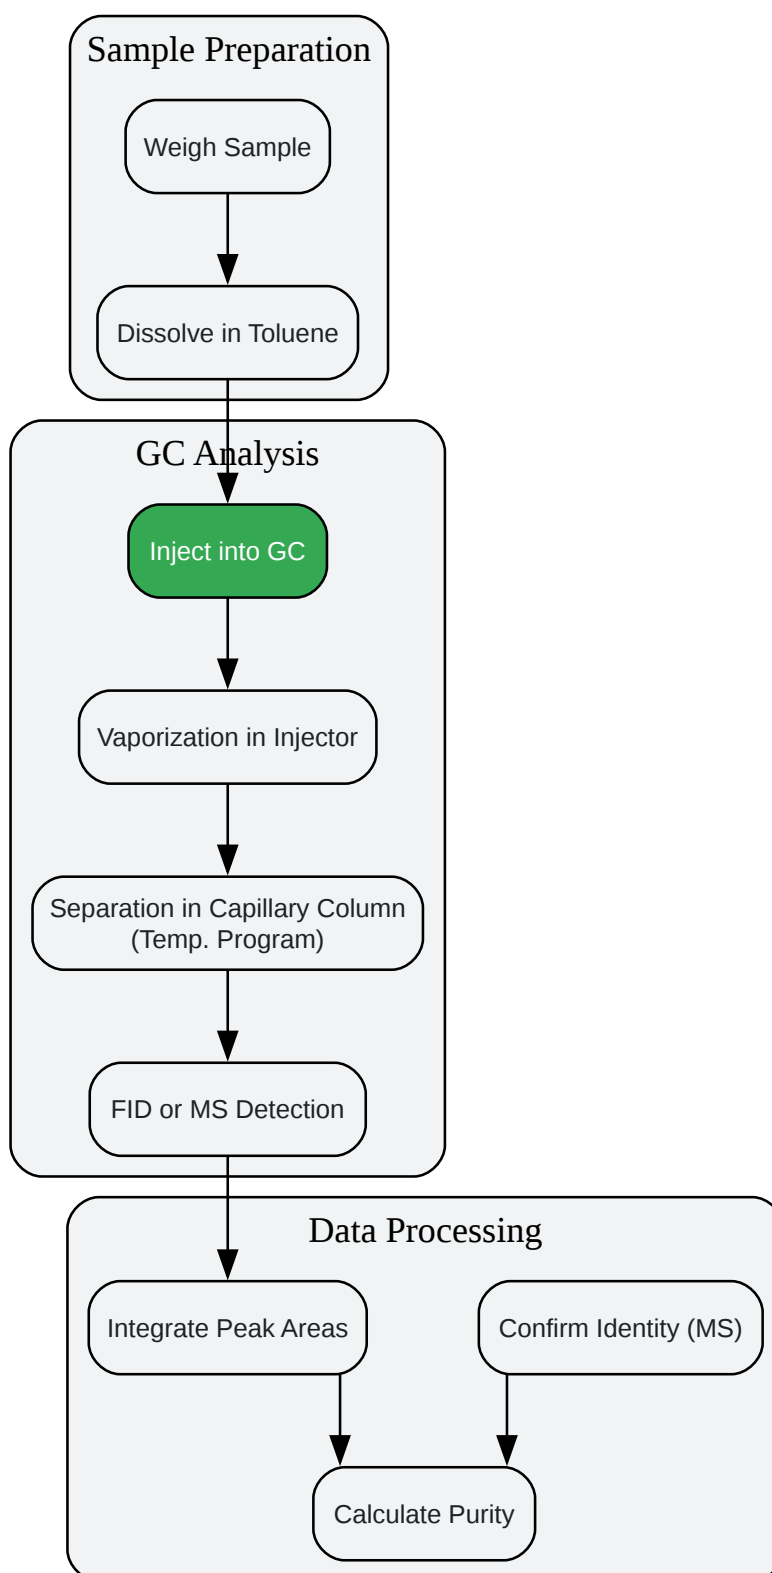 Sample Preparation
Weigh Sample
Dissolve in Toluene
GC Analysis
Inject into GC
Vaporization in Injector
Separation in Capillary Column
(Temp. Program)
FID or MS Detection
Data Processing
Integrate Peak Areas
Confirm Identity (MS)
Calculate Purity